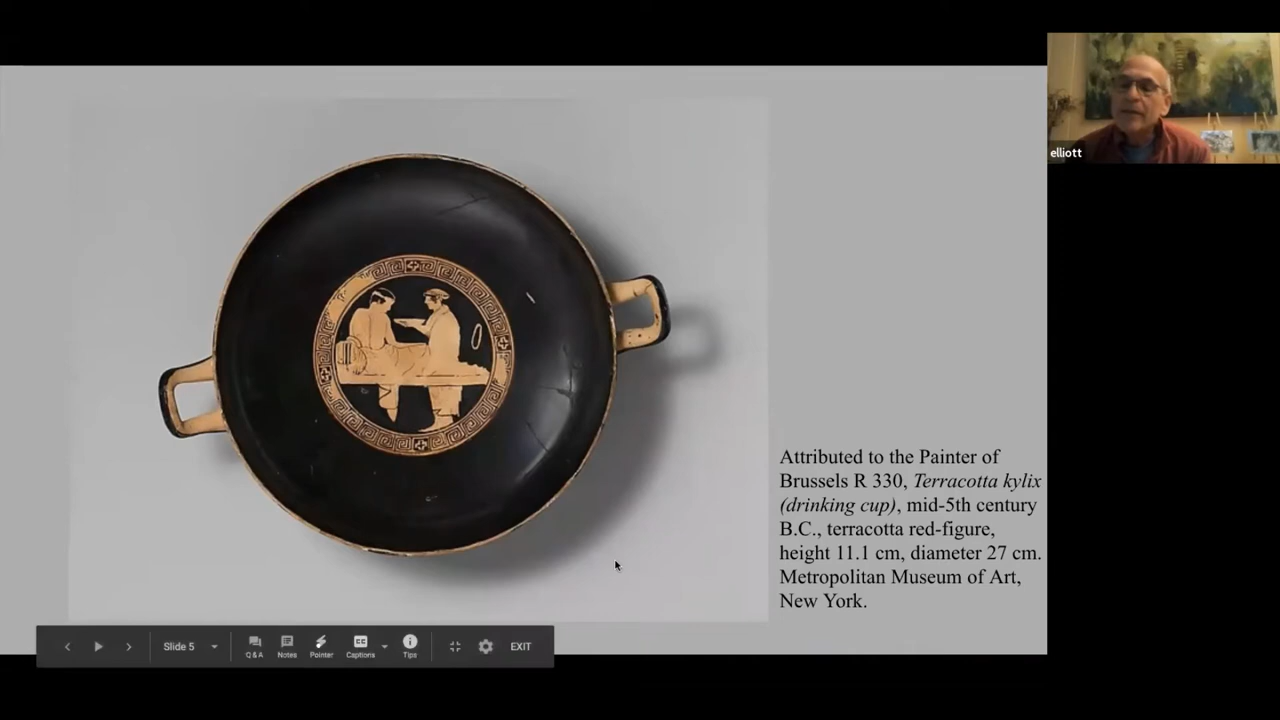 elliott
Attributed to the Painter of
Brussels R 330, Terracotta kylix
(drinking cup), mid-5th century
B.C., terracotta red-figure,
height 11.1 cm, diameter 27 cm.
Metropolitan Museum of Art,
New York.
Slide 5
Q & A
Notes
Pointer
CC
Captions
Tips
EXIT